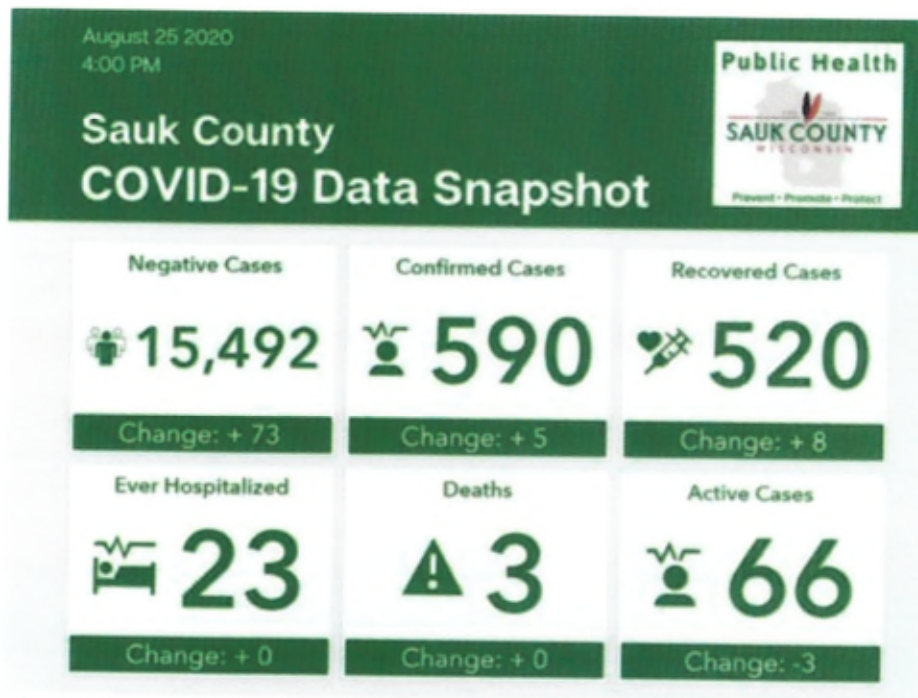 August 25 2020
4:00 PM
Sauk County
COVID-19 Data Snapshot
Public Health
SAUK COUNTY
WISCONSIN
Prevent • Promote • Protect
Negative Cases
15,492
Change: + 73
Confirmed Cases
590
Change: + 5
Recovered Cases
520
Change: + 8
Ever Hospitalized
23
Change: + 0
Deaths
3
Change: + 0
Active Cases
66
Change: -3